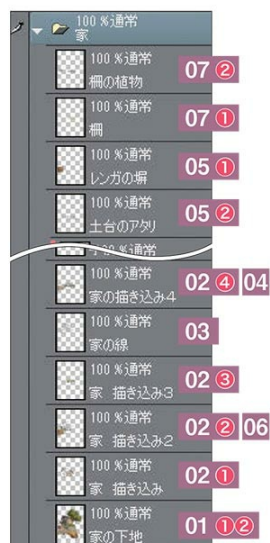 100 %通常
家
100 %通常
柵の植物
07 ②
100 %通常
柵
07 ①
100 %通常
レンガの塀
05 ①
100 %通常
土台のアタリ
05 ②
%通常
100 %通常
家の描き込み4
02 ④ 04
100 %通常
家の線
03
100 %通常
家 描き込み3
02 ③
100 %通常
家 描き込み2
02 ② 06
100 %通常
家 描き込み
02 ①
100 %通常
家の下地
01 ①②